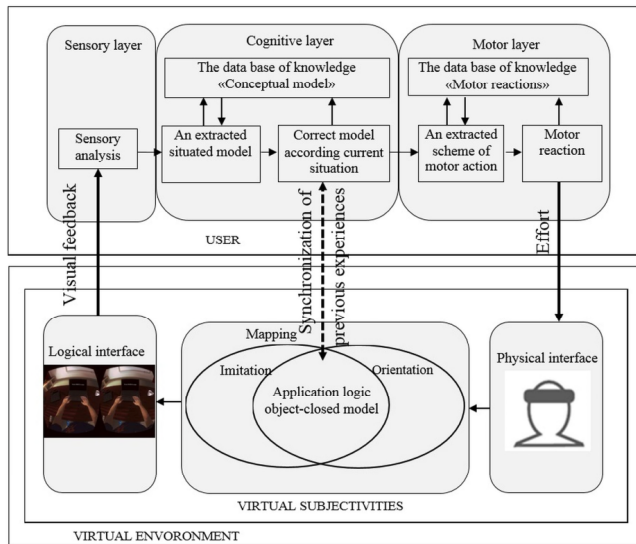 Sensory layer
Cognitive layer
Motor layer
The data base of knowledge
«Conceptual model»
The data base of knowledge
«Motor reactions»
Sensory
analysis
An extracted
situated model
Correct model
according current
situation
An extracted
scheme of
motor action
Motor
reaction
USER
Visual feedback
Synchronization of
previous experiences
Effort
Logical interface
Mapping
Imitation
Orientation
Application logic
object-closed model
Physical interface
VIRTUAL SUBJECTIVITIES
VIRTUAL ENVORONMENT